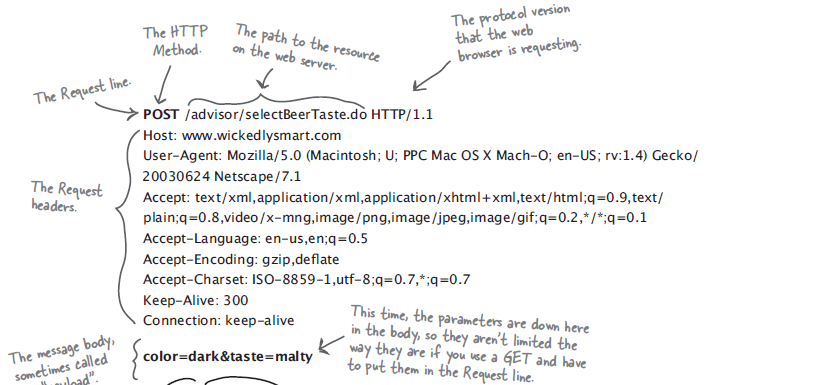 The HTTP
Method.
The path to the resource
on the web server.
The protocol version
that the web
browser is requesting.
The Request line.
POST /advisor/selectBeerTaste.do HTTP/1.1
Host: www.wickedlysmart.com
User-Agent: Mozilla/5.0 (Macintosh; U; PPC Mac OS X Mach-O; en-US; rv:1.4) Gecko/
20030624 Netscape/7.1
Accept: text/xml,application/xml,application/xhtml+xml,text/html;q=0.9,text/
plain;q=0.8,video/x-mng,image/png,image/jpeg,image/gif;q=0.2,*/*;q=0.1
Accept-Language: en-us,en;q=0.5
Accept-Encoding: gzip,deflate
Accept-Charset: ISO-8859-1,utf-8;q=0.7,*;q=0.7
Keep-Alive: 300
Connection: keep-alive
The Request
headers.
The message body,
sometimes called
color=dark&taste=malty
This time, the parameters are down here
in the body, so they aren't limited the
way they are if you use a GET and have
to put them in the Request line.